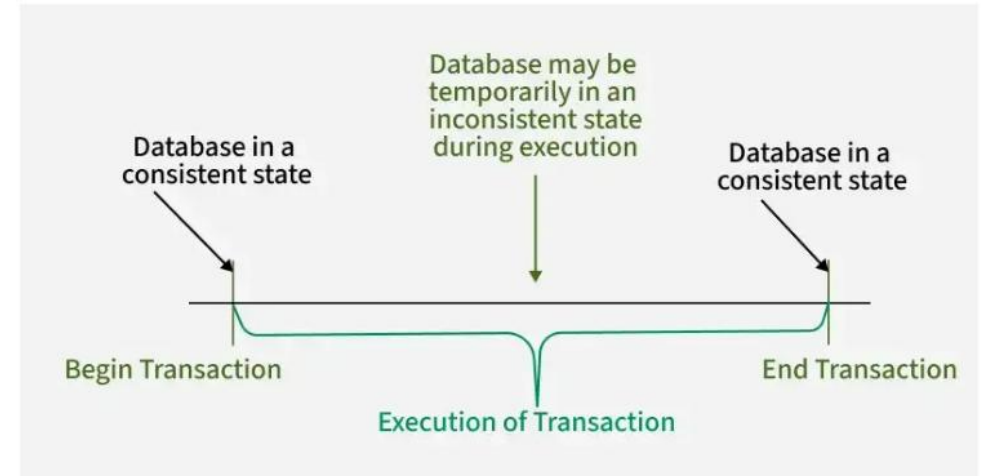 Database may be
temporarily in an
inconsistent state
during execution
Database in a
consistent state
Database in a
consistent state
Begin Transaction
End Transaction
Execution of Transaction